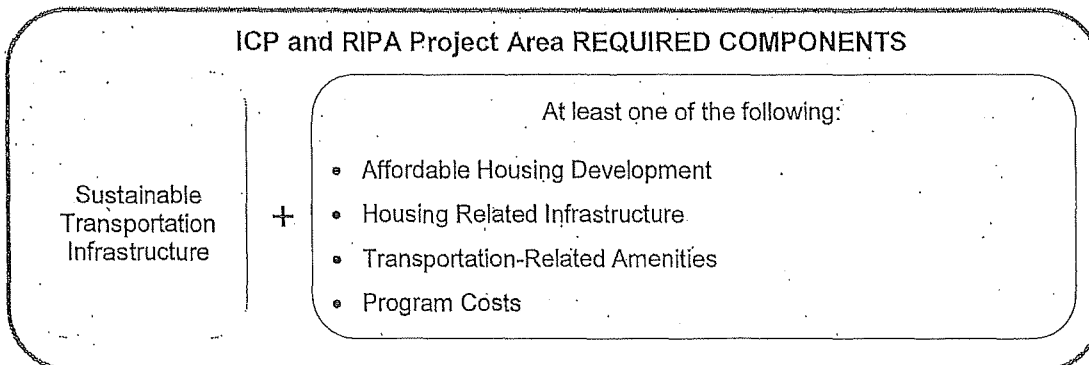 ICP and RIPA Project Area REQUIRED COMPONENTS
Sustainable
Transportation
Infrastructure
+
At least one of the following:
• Affordable Housing Development
• Housing Related Infrastructure
• Transportation-Related Amenities
• Program Costs